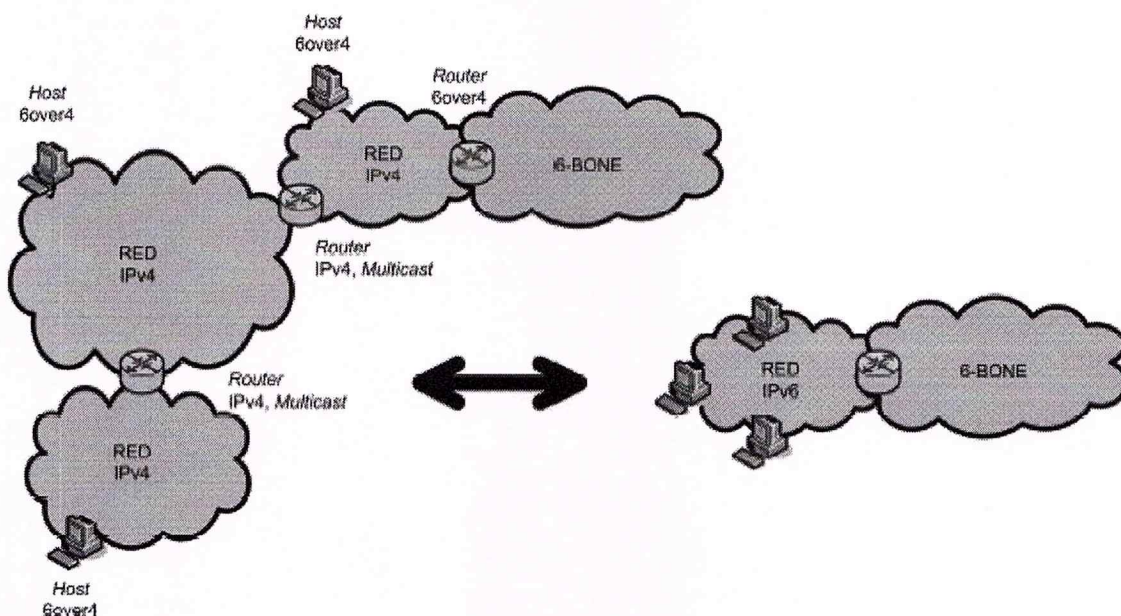 Host
6over4
Host
6over4
Router
6over4
RED
IPv4
6-BONE
Router
IPv4, Multicast
RED
IPv4
Router
IPv4, Multicast
RED
IPv4
Host
6over4
RED
IPv6
6-BONE